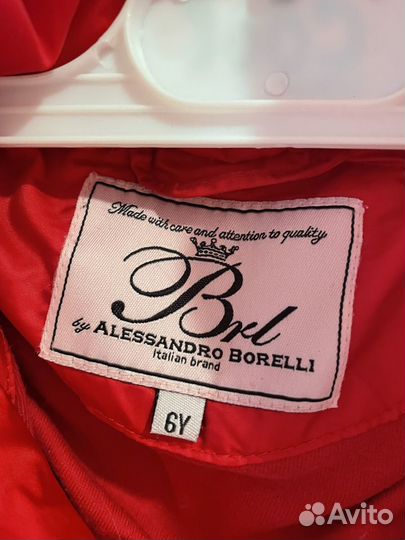 Made with care and attention to quality
Brl
by ALESSANDRO BORELLI
Italian brand
6Y
Avito